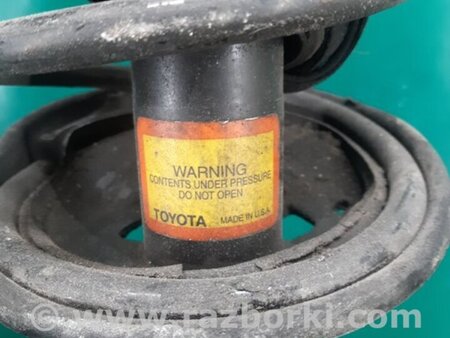 WARNING
CONTENTS UNDER PRESSURE
DO NOT OPEN
TOYOTA MADE IN U.S.A.
www.razborki.com